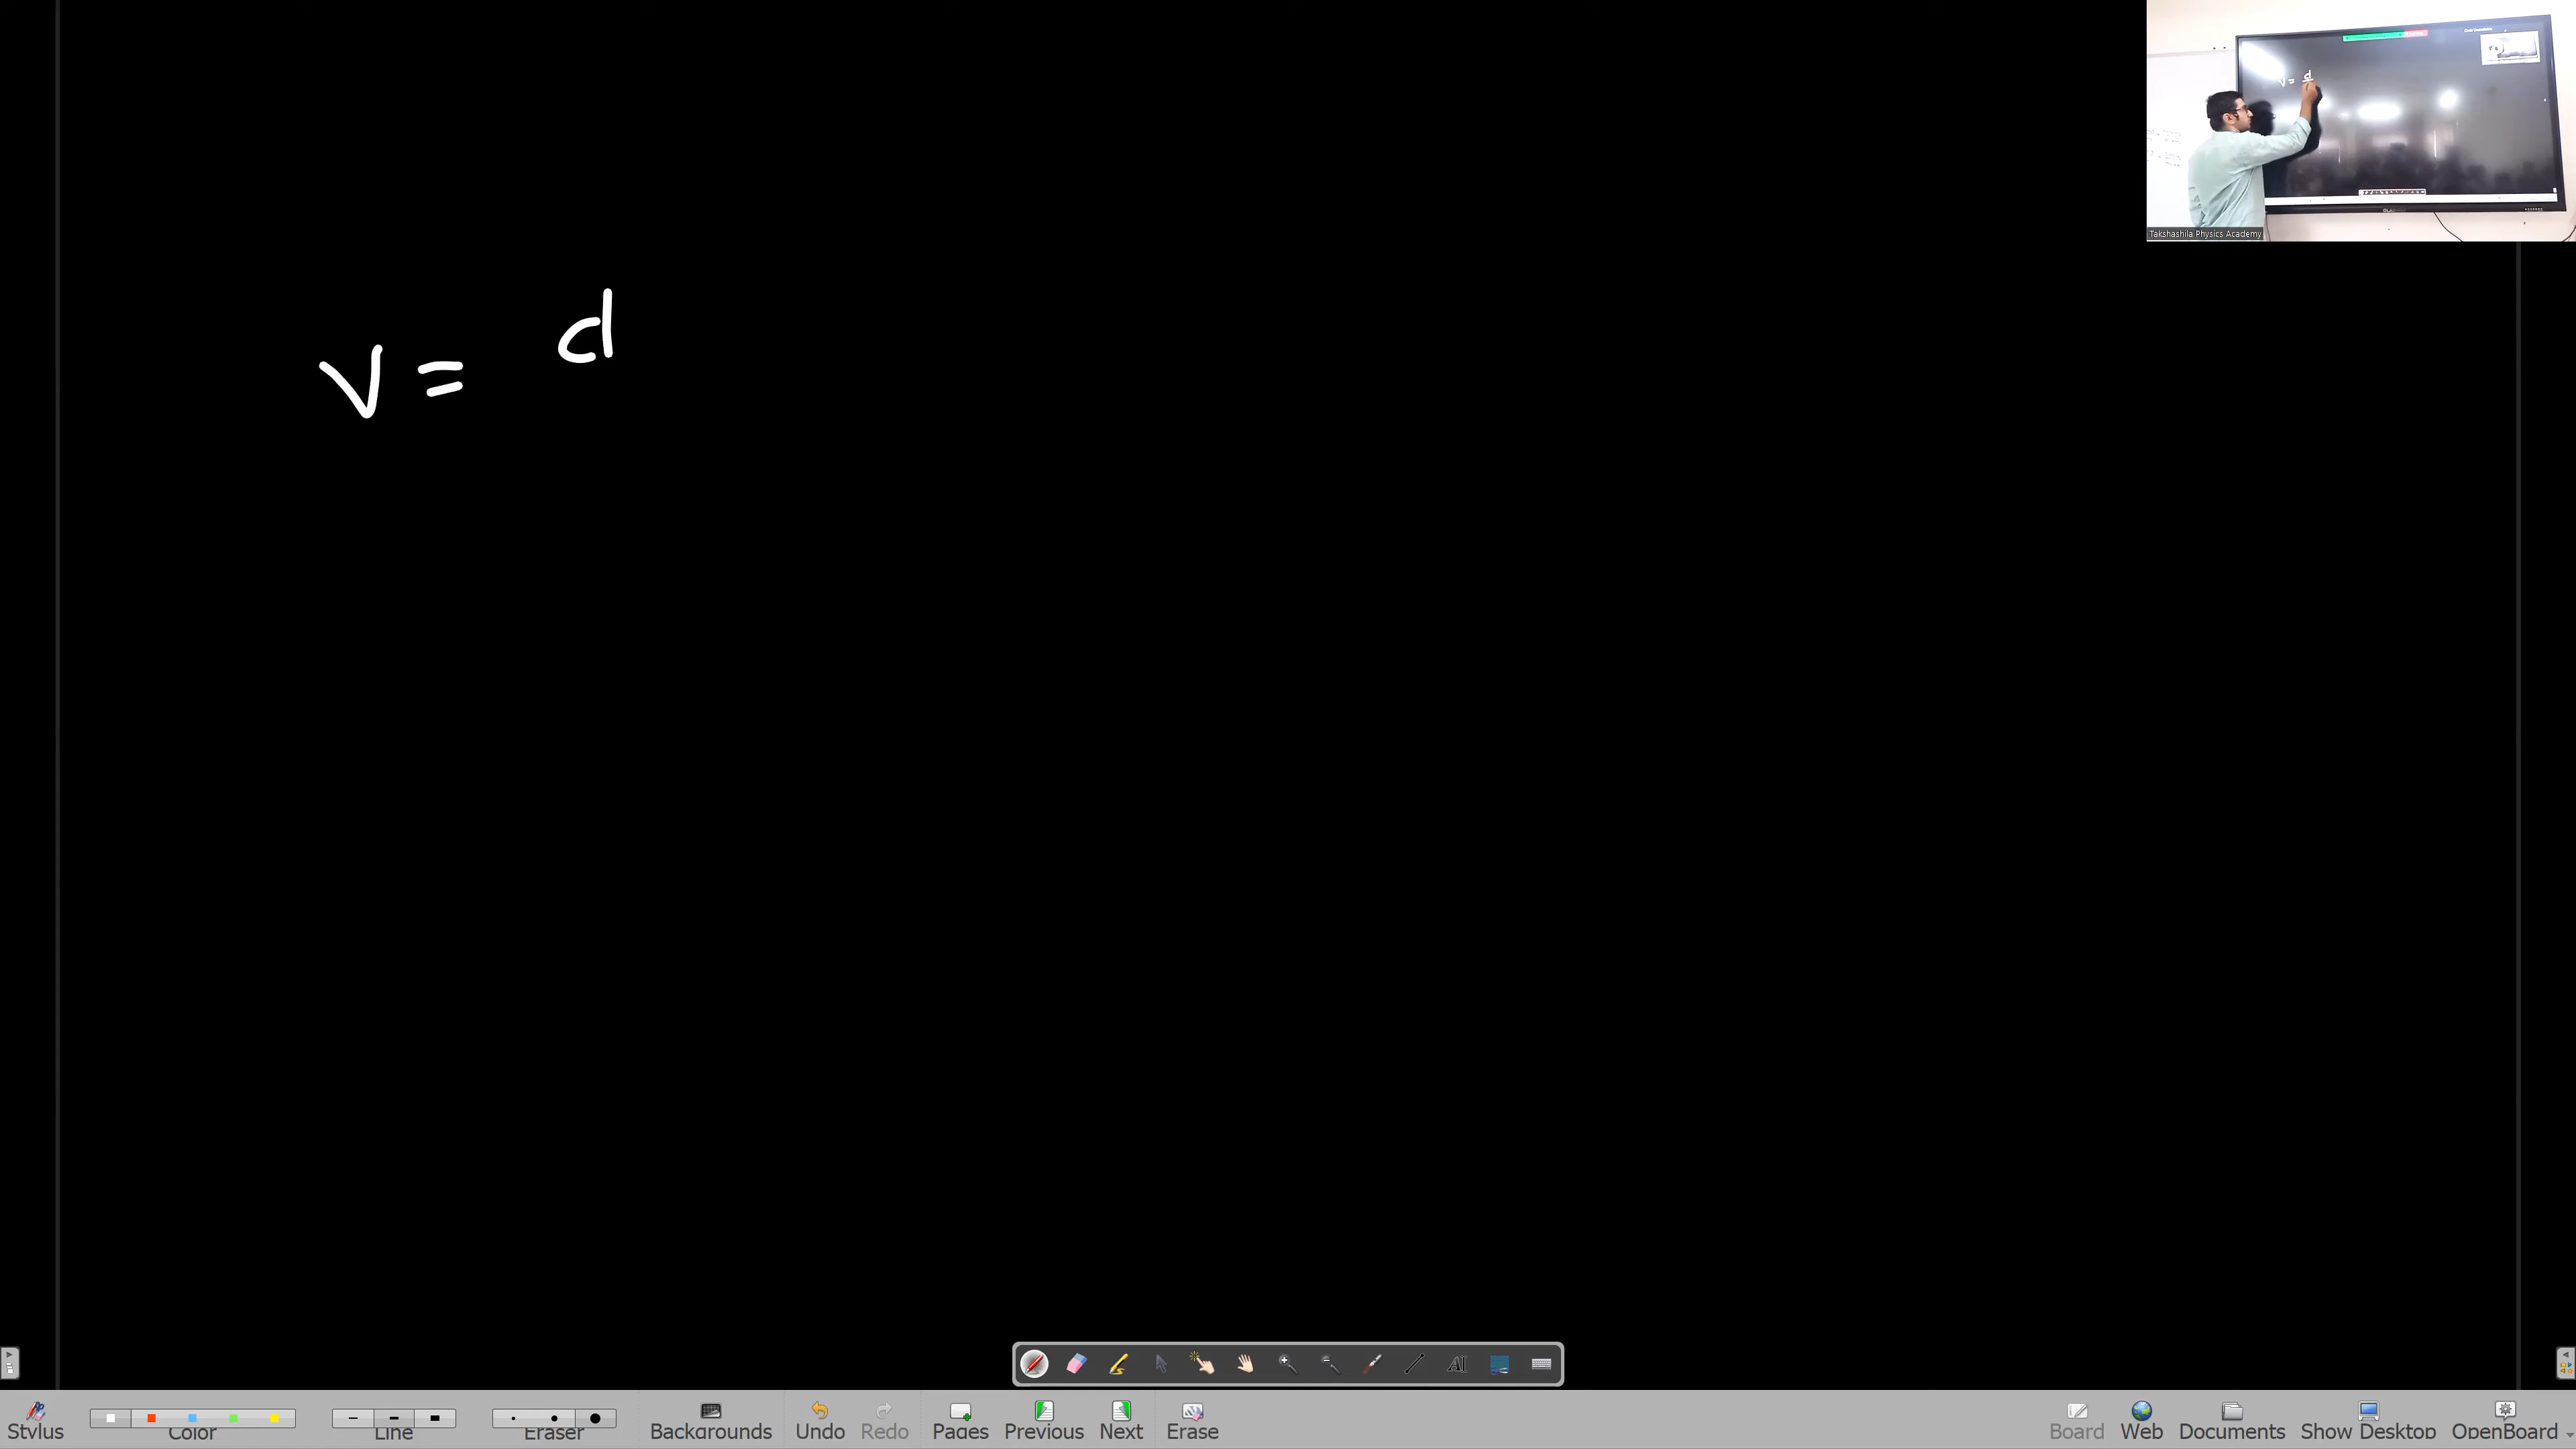 Takshashila Physics Academy
V = d
Stylus
Color
Line
Eraser
Backgrounds
Undo
Redo
Pages
Previous
Next
Erase
Board
Web
Documents
Show Desktop
OpenBoard